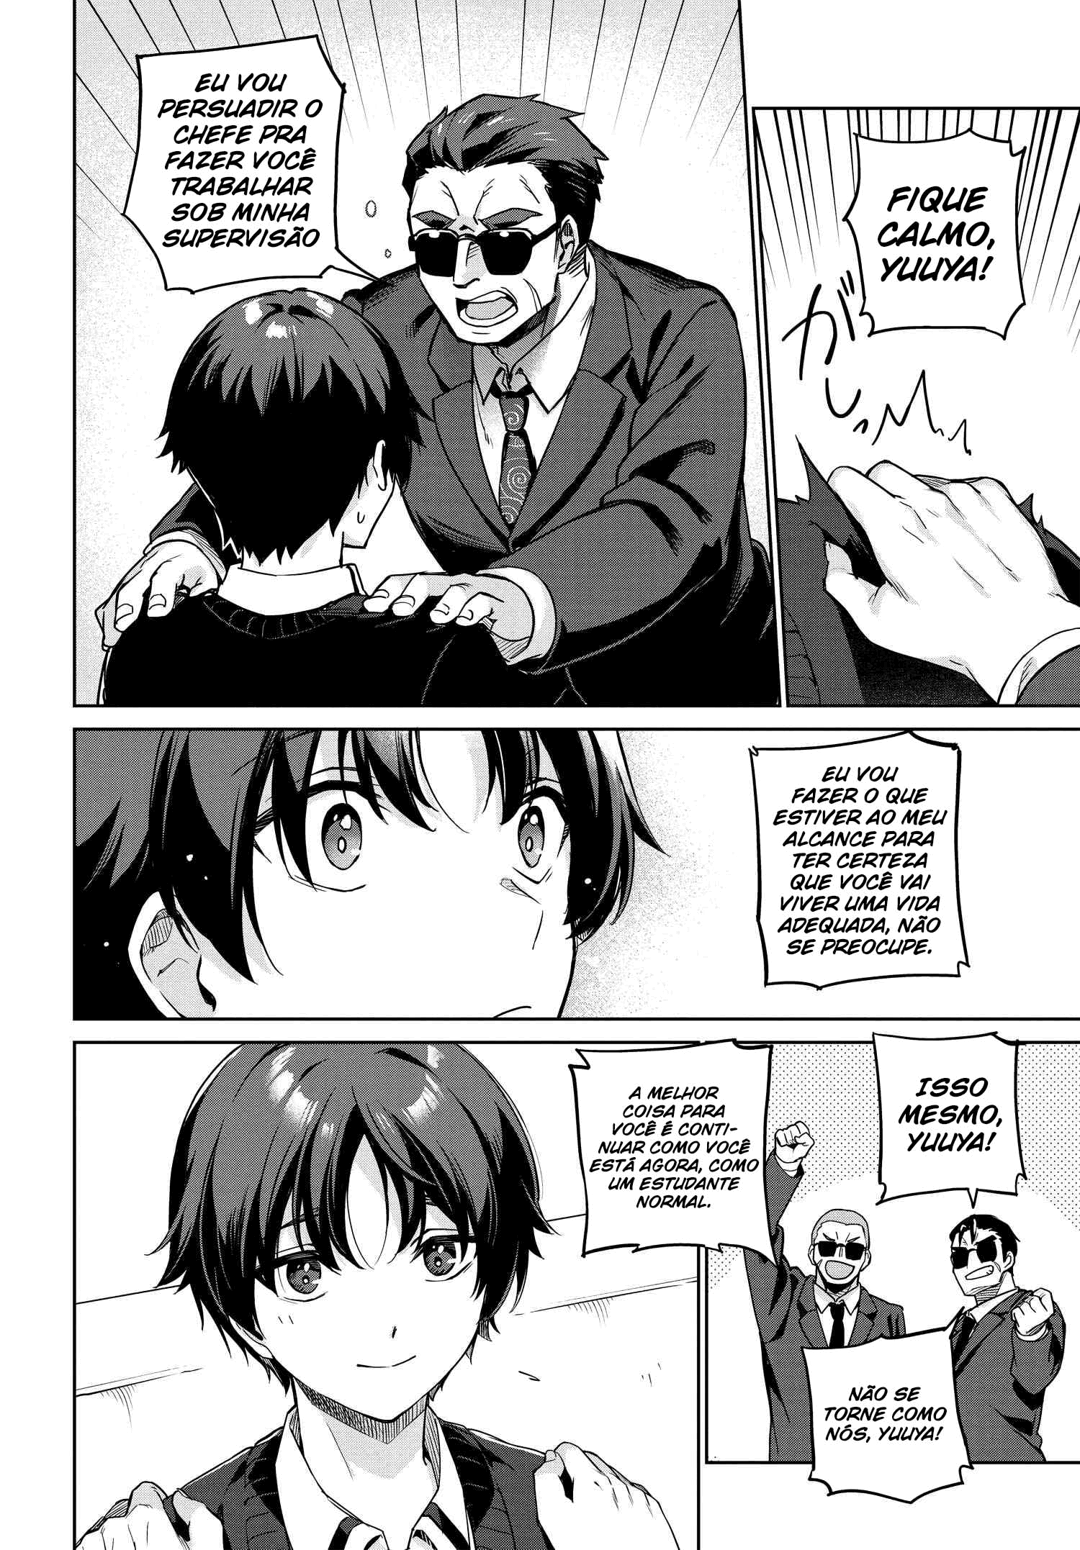 FIQUE
CALMO,
YUUYA!
がしっ
EU VOU
PERSUADIR O
CHEFE PRA
FAZER VOCÊ
TRABALHAR
SOB MINHA
SUPERVISÃO
EU VOU
FAZER O QUE
ESTIVER AO MEU
ALCANCE PARA
TER CERTEZA
QUE VOCÊ VAI
VIVER UMA VIDA
ADEQUADA, NÃO
SE PREOCUPE.
ISSO
MESMO,
YUUYA!
NÃO SE
TORNE COMO
NÓS, YUUYA!
A MELHOR
COISA PARA
VOCÊ É CONTI-
NUAR COMO VOCÊ
ESTÁ AGORA, COMO
UM ESTUDANTE
NORMAL.